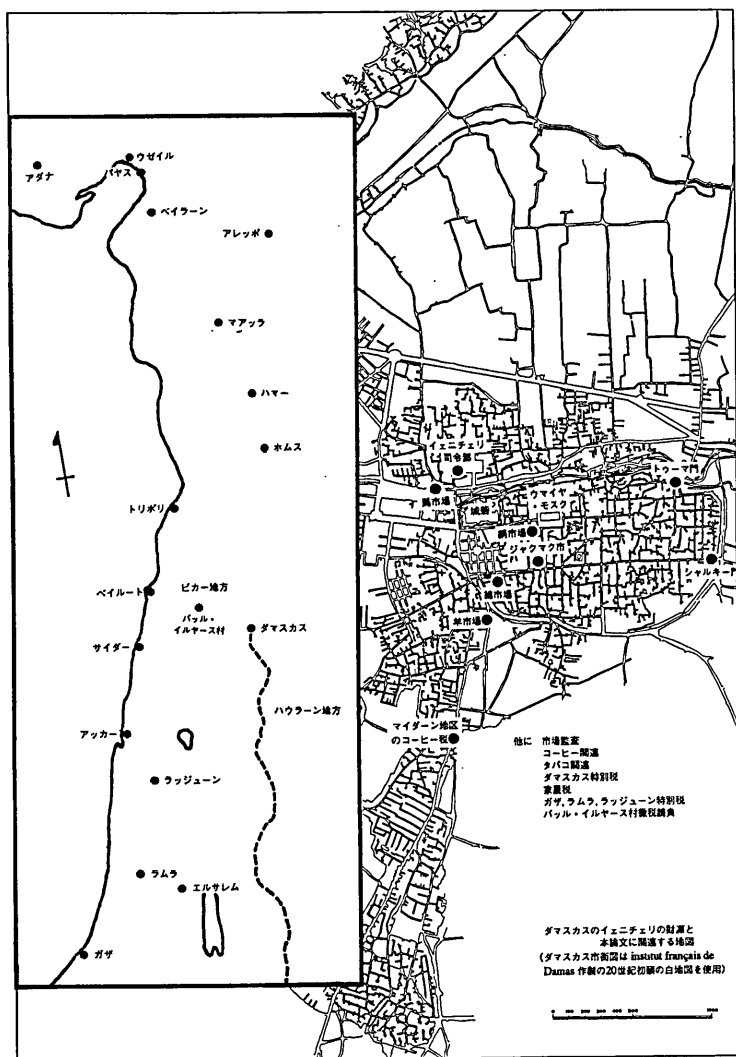 ウゼイル
アダナ
パヤス
ベイラーン
アレッポ
マアッラ
ハマー
ホムス
トリポリ
ベイルート
ビカー地方
バッル・
イルヤース村
ダマスカス
サイダー
ハウラーン地方
アッカー
ラッジューン
ラムラ
エルサレム
ガザ
イェニチェリ
司令部
馬市場
城砦
ウマイヤ
・モスク
トゥーマ門
絹市場
ジャクマク市
シャルキー門
綿市場
羊市場
マイダーン地区
のコーヒー税
他に 市場監査
コーヒー関連
タバコ関連
ダマスカス特別税
家屋税
ガザ, ラムラ, ラッジューン特別税
バッル・イルヤース村徴税請負
ダマスカスのイェニチェリの財源と
本論文に関連する地図
(ダマスカス市街図は institut français de
Damas 作製の20世紀初頭の白地図を使用)
0 100 200 300 400 500 1000